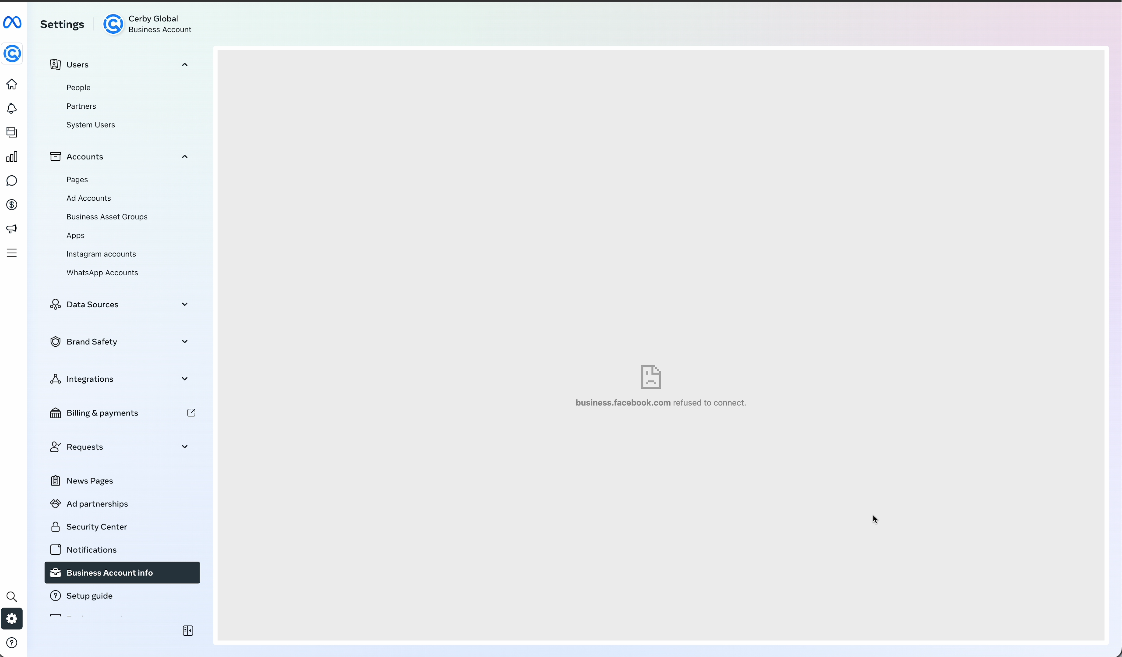 Settings
Cerby Global
Business Account
Users
People
Partners
System Users
Accounts
Pages
Ad Accounts
Business Asset Groups
Apps
Instagram accounts
WhatsApp Accounts
Data Sources
Brand Safety
Integrations
Billing & payments
Requests
News Pages
Ad partnerships
Security Center
Notifications
Business Account info
Setup guide
business.facebook.com refused to connect.